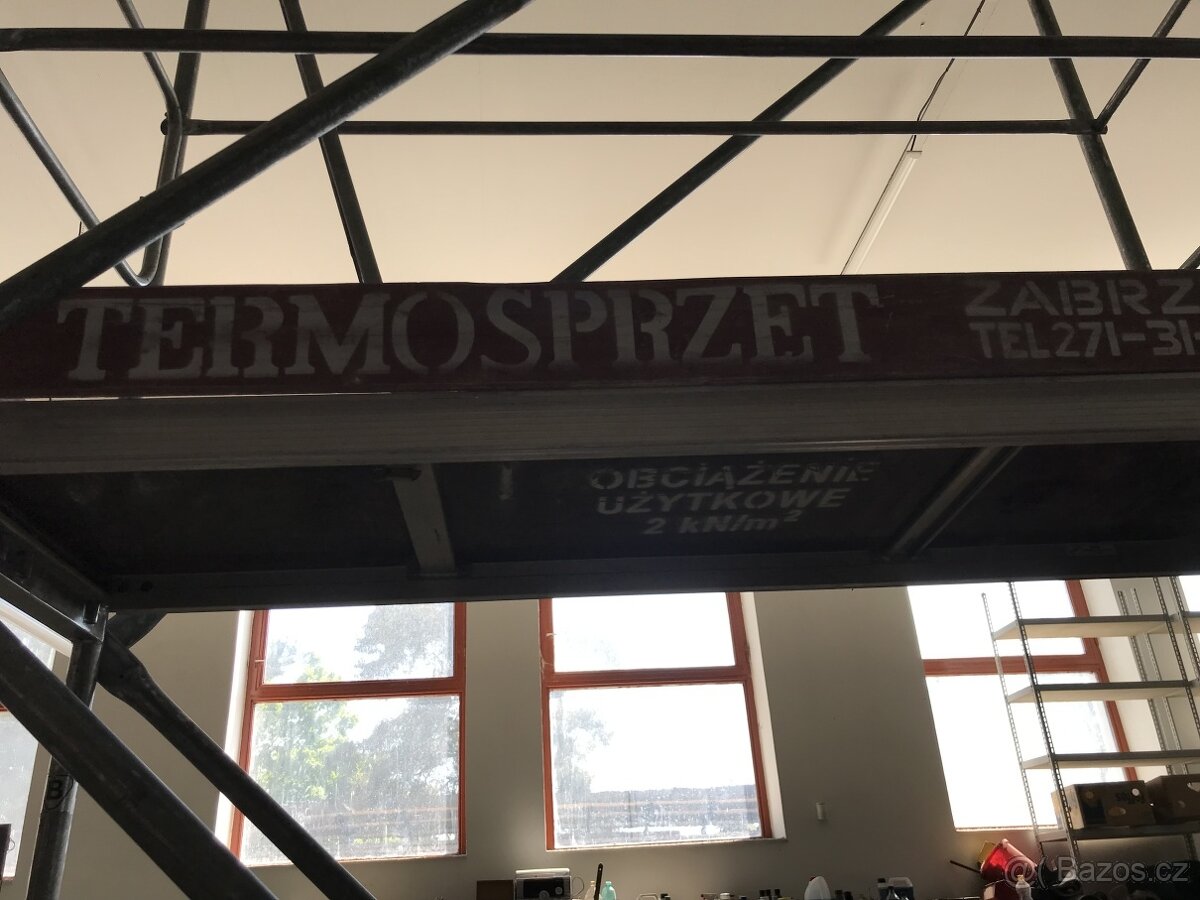 TERMOSPRZET
ZABRZ
TEL 271-31
OBCIĄŻENIE
UŻYTKOWE
2 kN/m²
B
Bazos.cz